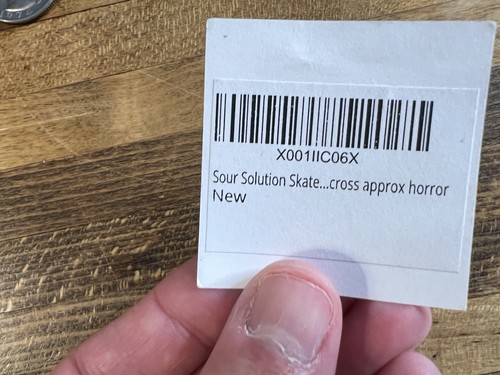 X001IIC06X
Sour Solution Skate...cross approx horror
New